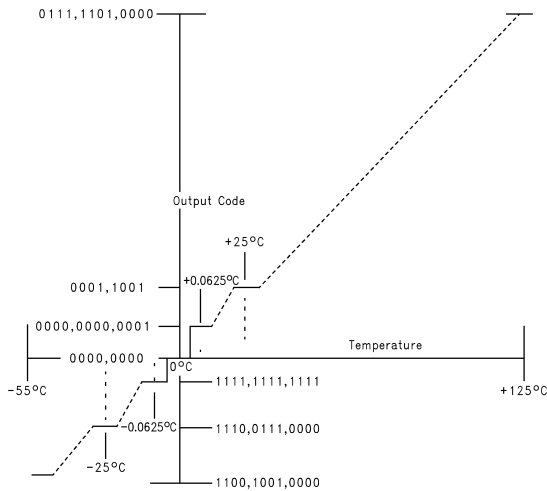 0111,1101,0000
Output Code
+25°C
+0.0625°C
0001,1001
0000,0000,0001
Temperature
0000,0000
0°C
1111,1111,1111
-55°C
+125°C
-0.0625°C
1110,0111,0000
-25°C
1100,1001,0000